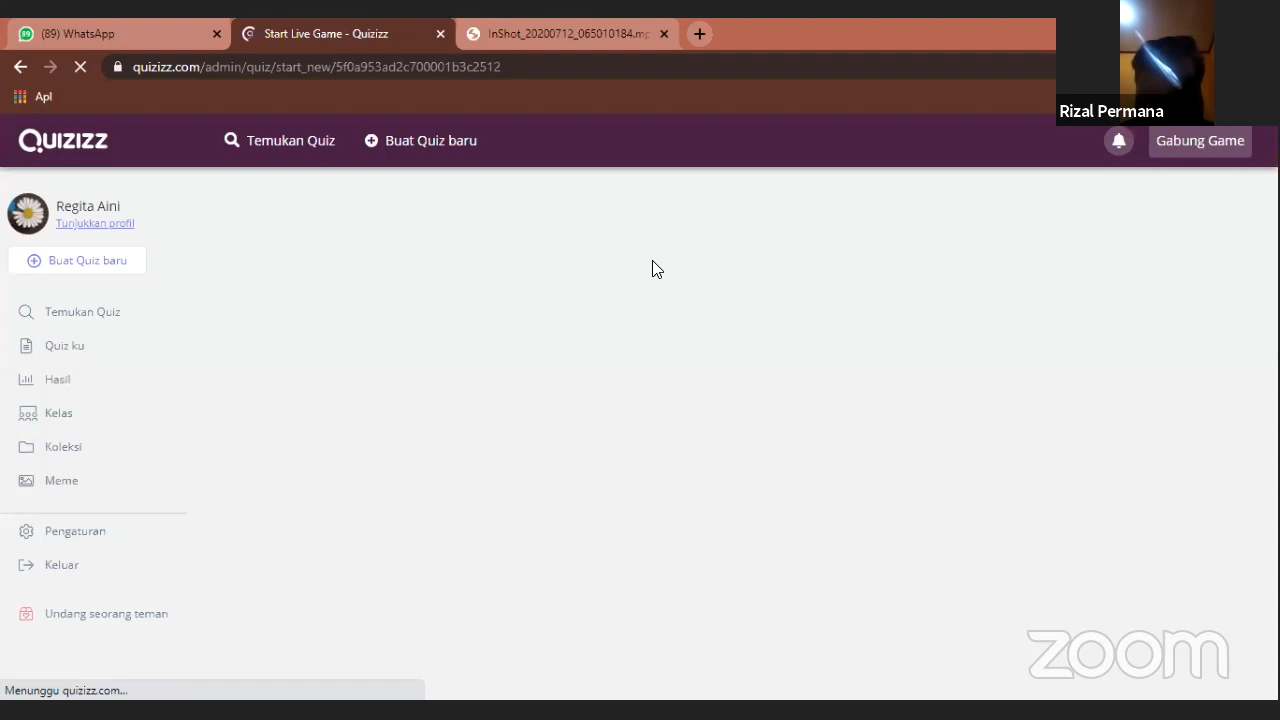 (89) WhatsApp
Start Live Game - Quizizz
InShot_20200712_065010184.mp
quizizz.com/admin/quiz/start_new/5f0a953ad2c700001b3c2512
Apl
Rizal Permana
QUIZIZZ
Temukan Quiz
Buat Quiz baru
Gabung Game
Regita Aini
Tunjukkan profil
Buat Quiz baru
Temukan Quiz
Quiz ku
Hasil
Kelas
Koleksi
Meme
Pengaturan
Keluar
Undang seorang teman
zoom
Menunggu quizizz.com...